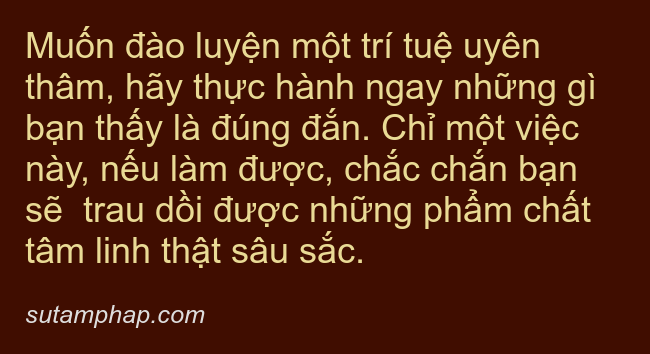 Muốn đào luyện một trí tuệ uyên
thâm, hãy thực hành ngay những gì
bạn thấy là đúng đắn. Chỉ một việc
này, nếu làm được, chắc chắn bạn
sẽ  trau dồi được những phẩm chất
tâm linh thật sâu sắc.
sutamphap.com